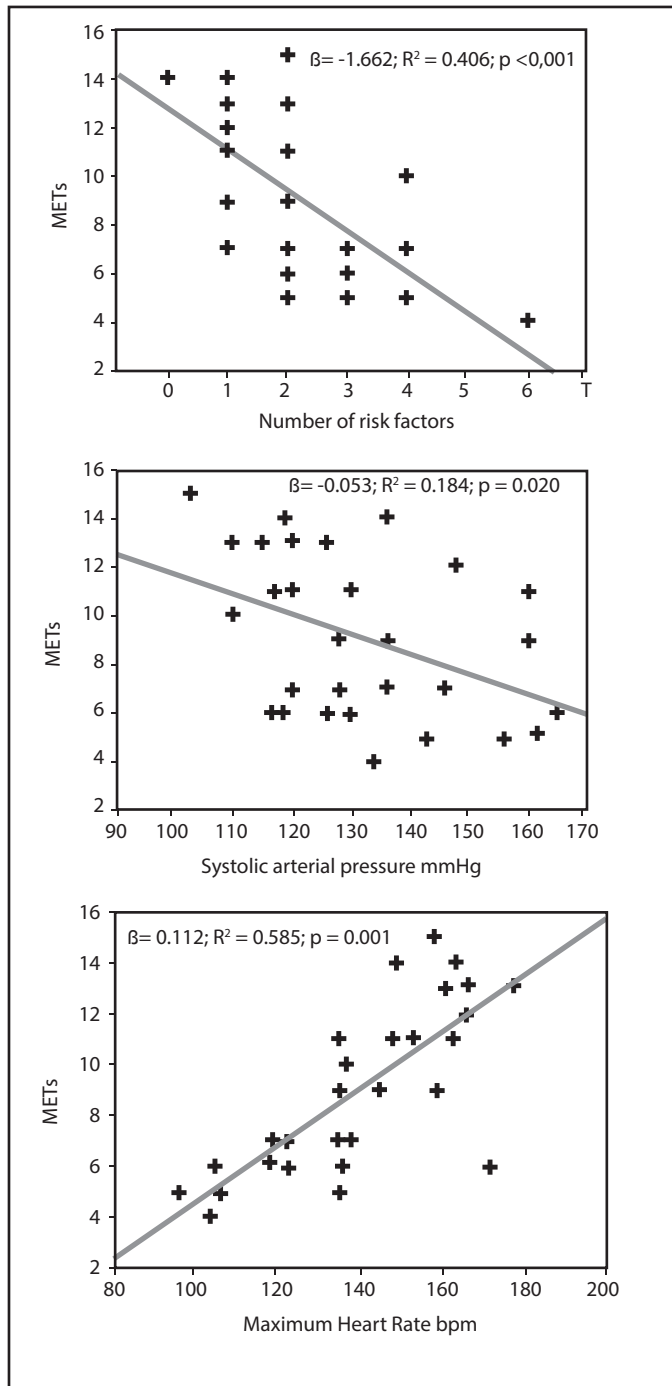 16
ß= -1.662; R² = 0.406; p <0,001
14
12
10
METs
8
6
4
2
0 1 2 3 4 5 6 T
Number of risk factors
16
ß= -0.053; R² = 0.184; p = 0.020
14
12
10
METs
8
6
4
2
90 100 110 120 130 140 150 160 170
Systolic arterial pressure mmHg
16
ß= 0.112; R² = 0.585; p = 0.001
14
12
10
METs
8
6
4
2
80 100 120 140 160 180 200
Maximum Heart Rate bpm